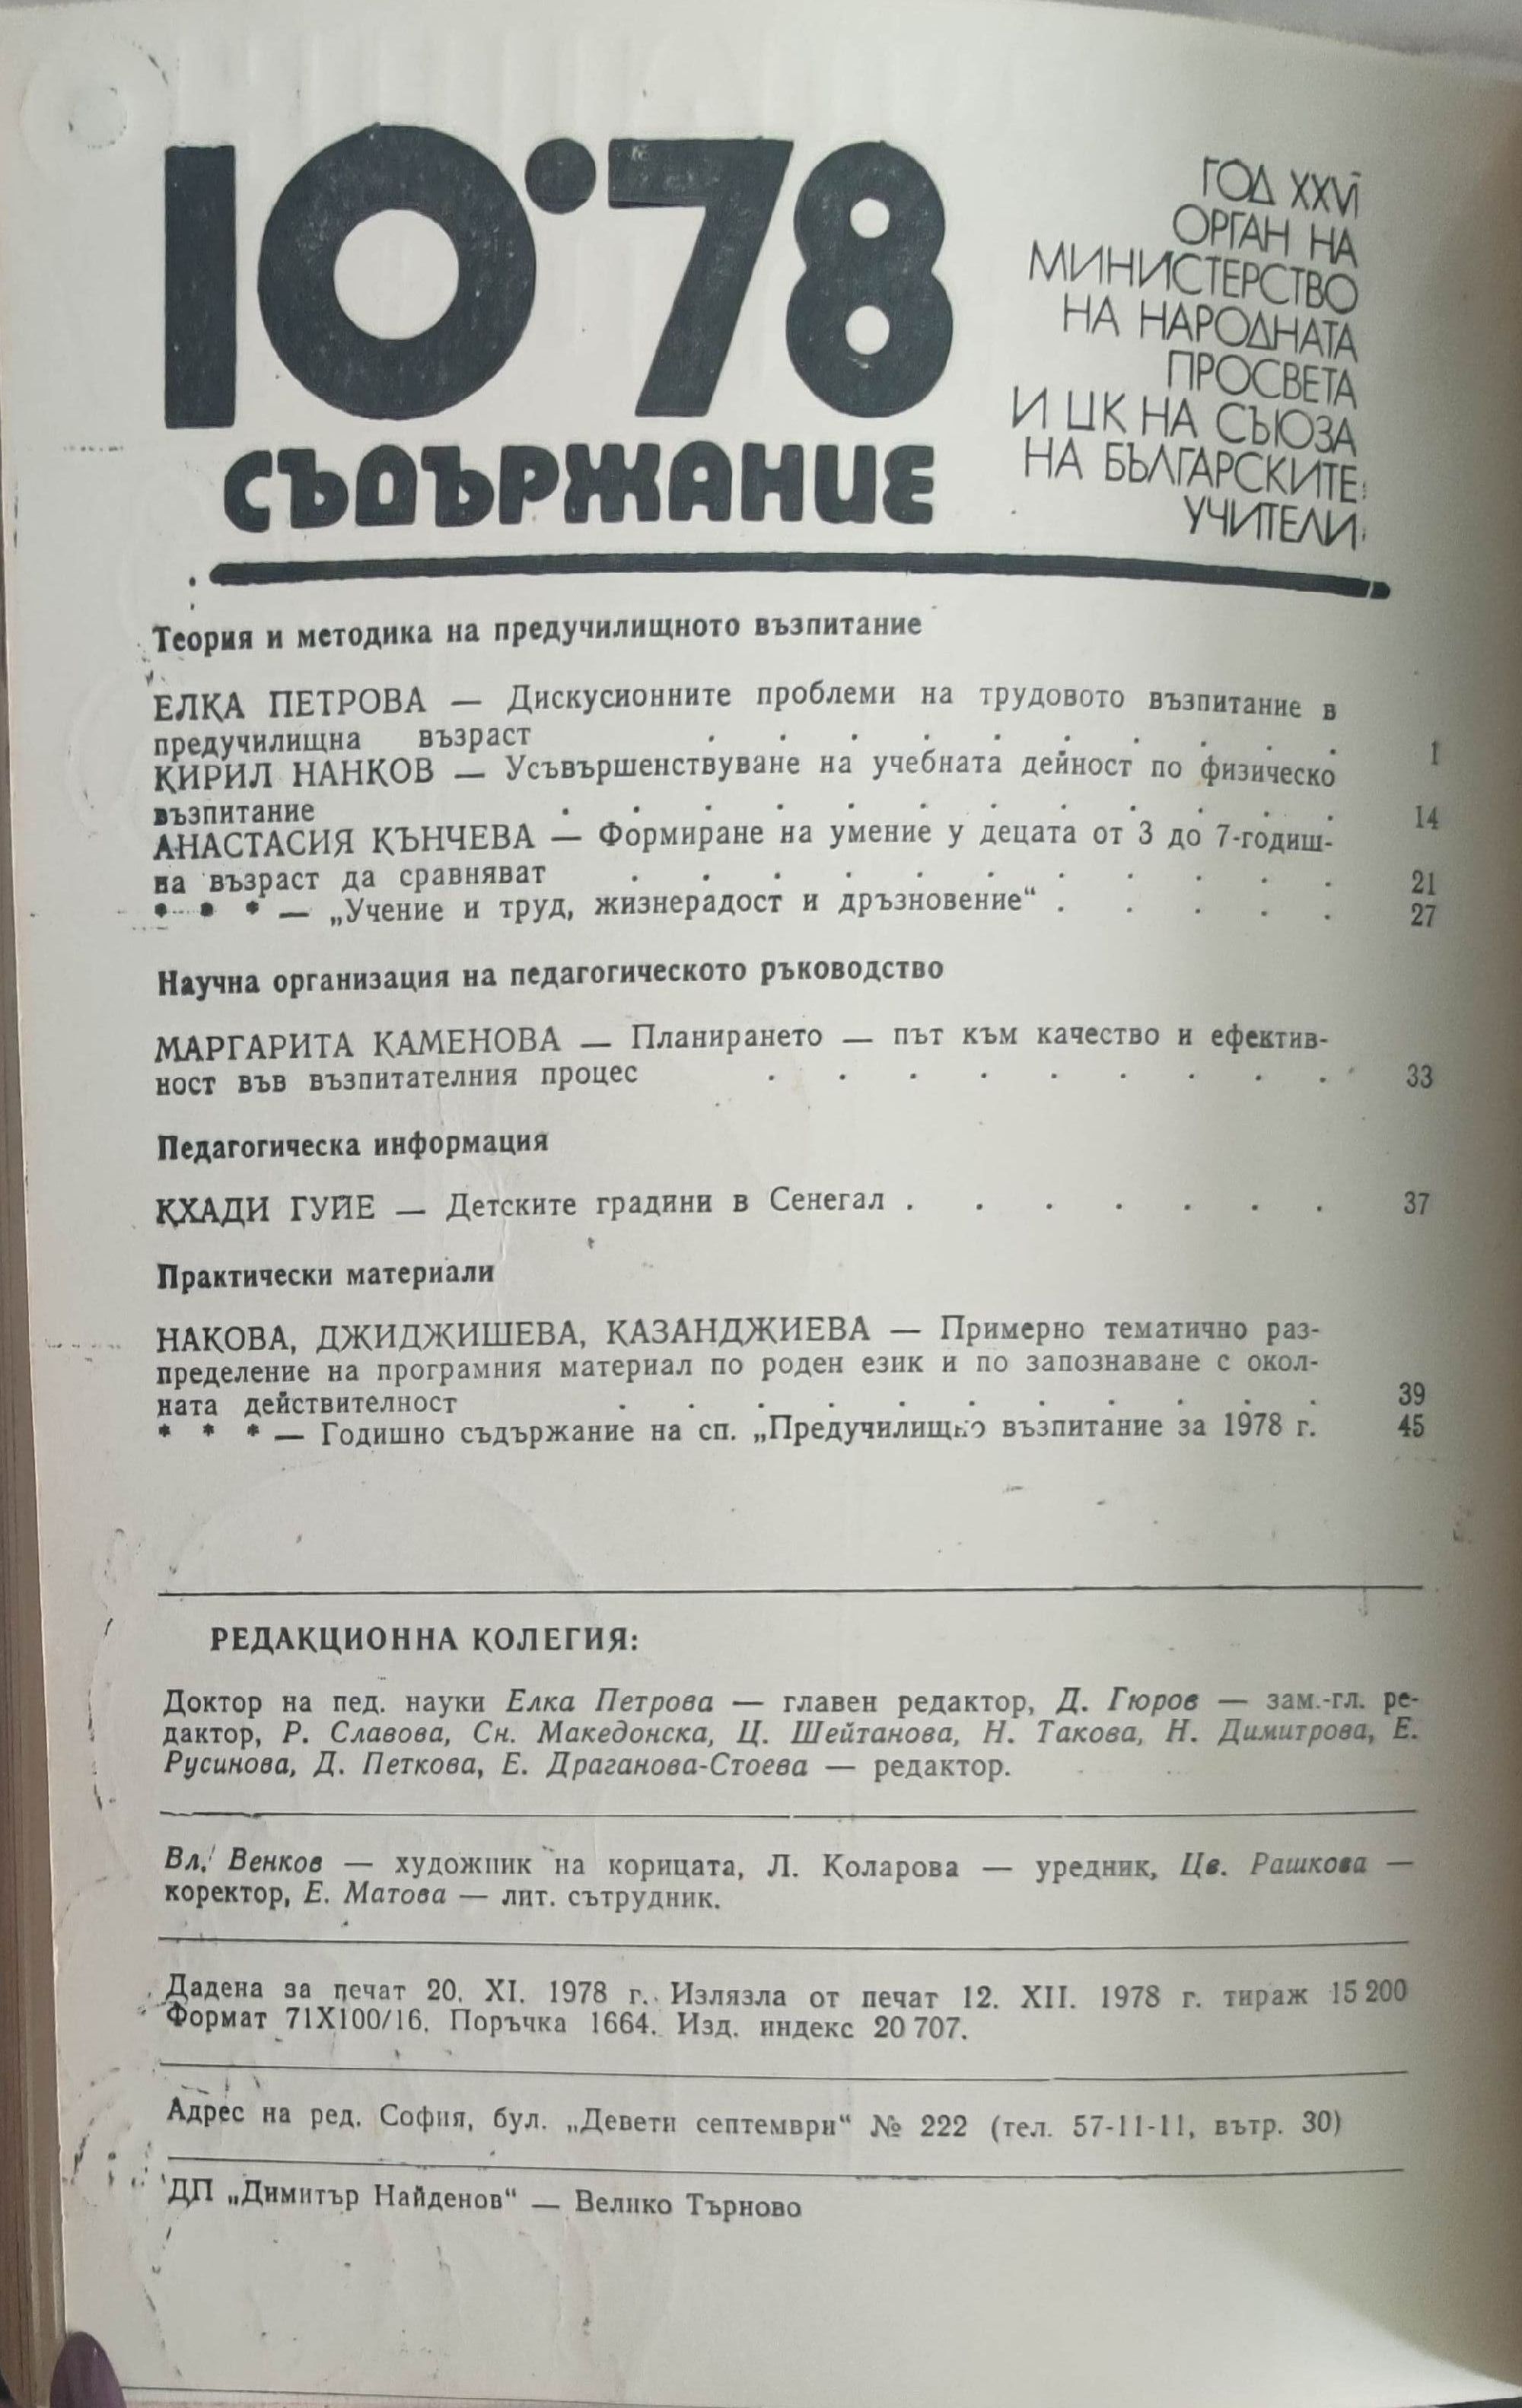 10·78
СЪДЪРЖАНИЕ
ГОД XXVI
ОРГАН НА
МИНИСТЕРСТВО
НА НАРОДНАТА
ПРОСВЕТА
И ЦК НА СЪЮЗА
НА БЪЛГАРСКИТЕ
УЧИТЕЛИ
Теория и методика на предучилищното възпитание
ЕЛКА ПЕТРОВА — Дискусионните проблеми на трудовото възпитание в
предучилищна възраст . . . . . . . . . . 1
КИРИЛ НАНКОВ — Усъвършенствуване на учебната дейност по физическо
възпитание . . . . . . . . . . . . 14
АНАСТАСИЯ КЪНЧЕВА — Формиране на умение у децата от 3 до 7-годиш-
на възраст да сравняват . . . . . . . . . . . 21
* * * — „Учение и труд, жизнерадост и дръзновение“ . . . . . 27
Научна организация на педагогическото ръководство
МАРГАРИТА КАМЕНОВА — Планирането — път към качество и ефектив-
ност във възпитателния процес . . . . . . . . . 33
Педагогическа информация
КХАДИ ГУЙЕ — Детските градини в Сенегал . . . . . . . 37
Практически материали
НАКОВА, ДЖИДЖИШЕВА, КАЗАНДЖИЕВА — Примерно тематично раз-
пределение на програмния материал по роден език и по запознаване с окол-
ната действителност . . . . . . . . . . . 39
* * * — Годишно съдържание на сп. „Предучилищно възпитание за 1978 г. 45
РЕДАКЦИОННА КОЛЕГИЯ:
Доктор на пед. науки Елка Петрова — главен редактор, Д. Гюров — зам.-гл. ре-
дактор, Р. Славова, Сн. Македонска, Ц. Шейтанова, Н. Такова, Н. Димитрова, Е.
Русинова, Д. Петкова, Е. Драганова-Стоева — редактор.
Вл. Венков — художник на корицата, Л. Коларова — уредник, Цв. Рашкова —
коректор, Е. Матова — лит. сътрудник.
Дадена за печат 20. XI. 1978 г. Излязла от печат 12. XII. 1978 г. тираж 15 200
Формат 71X100/16. Поръчка 1664. Изд. индекс 20 707.
Адрес на ред. София, бул. „Девети септември“ № 222 (тел. 57-11-11, вътр. 30)
ДП „Димитър Найденов“ — Велико Търново